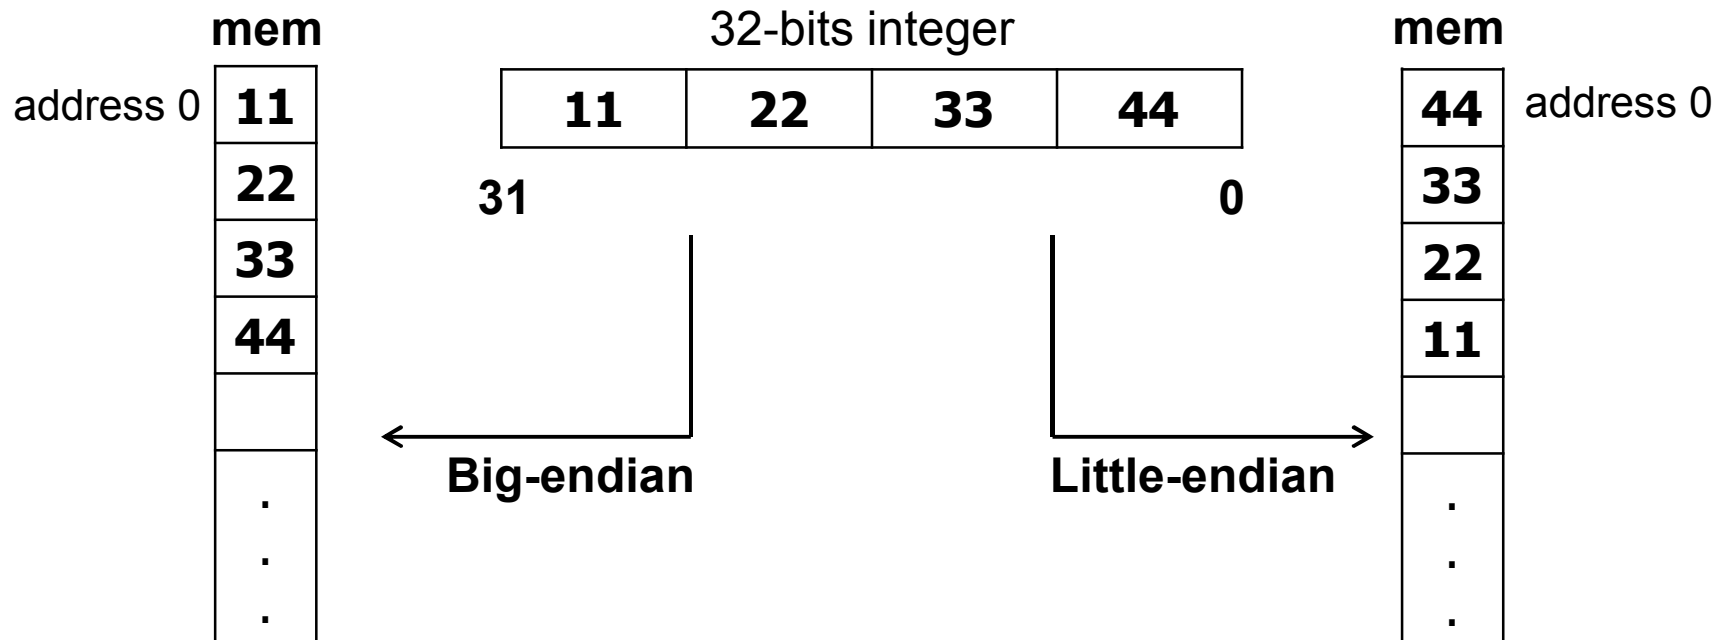 mem 32-bits integer mem
address 0 11 11 22 33 44 44 address 0
22 31 0 33
33 22
44 11
Big-endian Little-endian
.
.
.
.
.
.